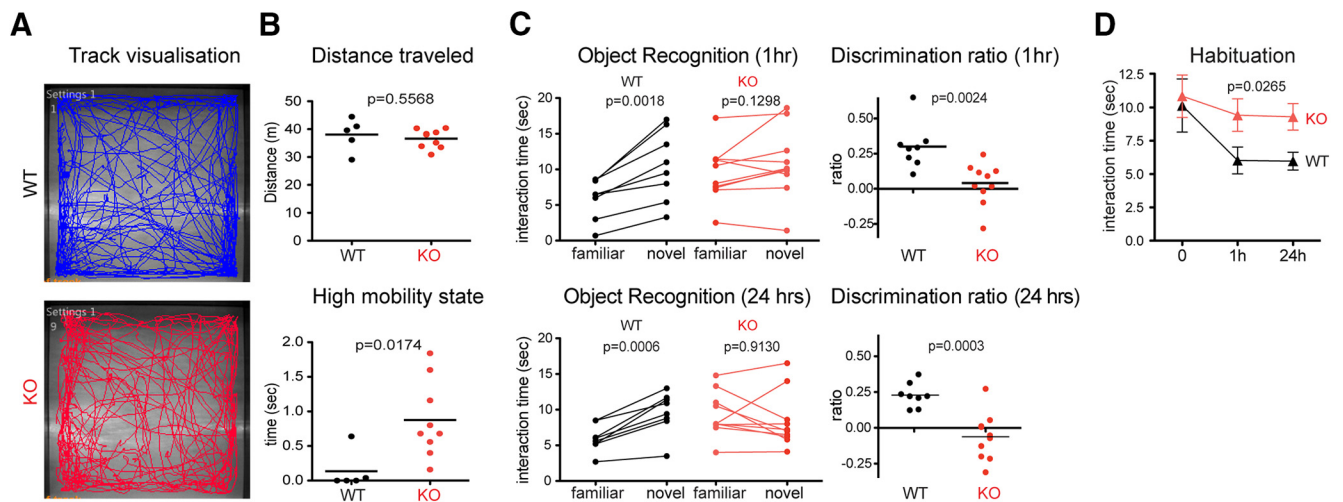 A
Track visualisation
Settings 1
1
WT
Settings 1
9
KO
B
Distance traveled
p=0.5568
50
40
30
20
10
0
Distance (m)
WT
KO
High mobility state
p=0.0174
2.0
1.5
1.0
0.5
0.0
time (sec)
WT
KO
C
Object Recognition (1hr)
WT
KO
p=0.0018
p=0.1298
20
15
10
5
0
interaction time (sec)
familiar
novel
familiar
novel
Discrimination ratio (1hr)
p=0.0024
0.50
0.25
0.00
-0.25
ratio
WT
KO
Object Recognition (24 hrs)
WT
KO
p=0.0006
p=0.9130
20
15
10
5
0
interaction time (sec)
familiar
novel
familiar
novel
Discrimination ratio (24 hrs)
p=0.0003
0.50
0.25
0.00
-0.25
ratio
WT
KO
D
Habituation
p=0.0265
12.5
10.0
7.5
5.0
2.5
0.0
interaction time (sec)
KO
WT
0
1h
24h